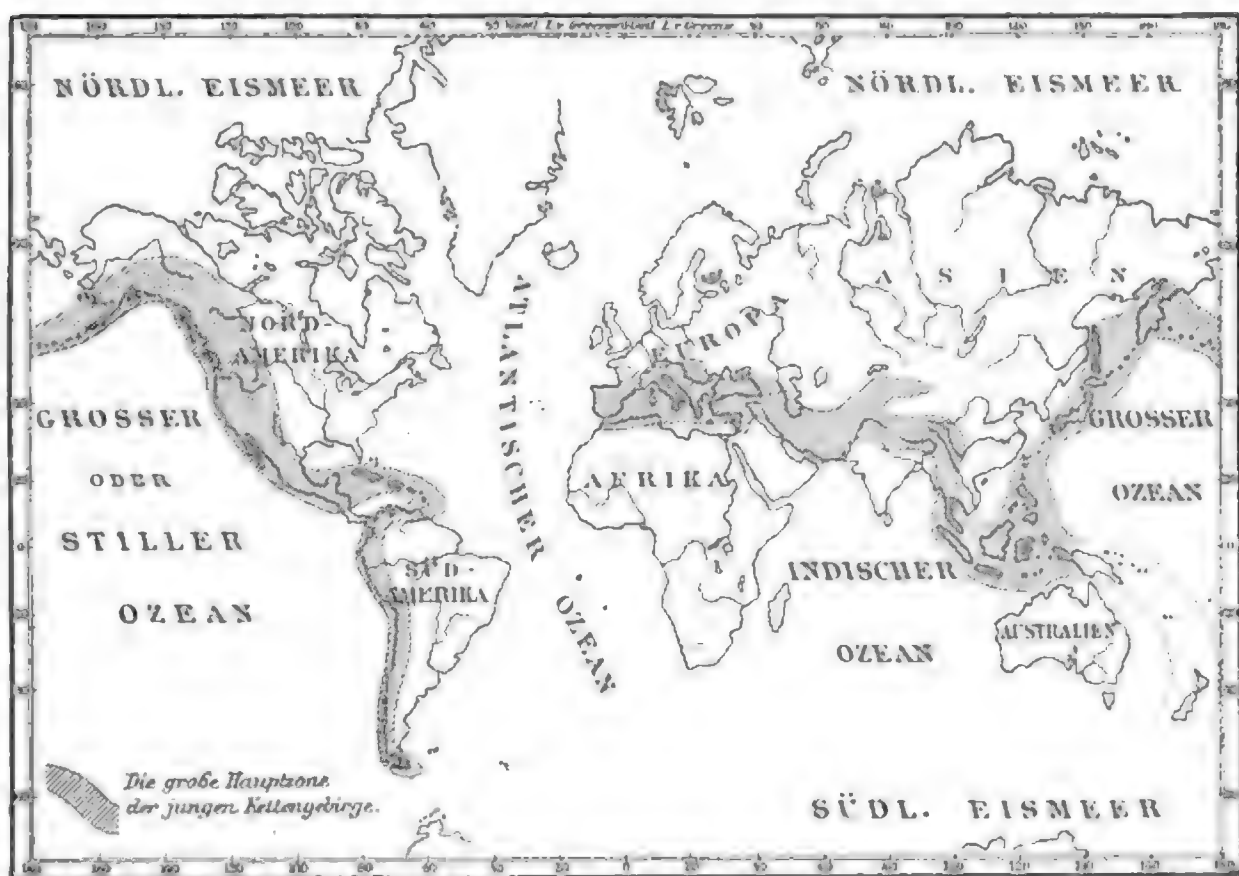 NÖRDL. EISMEER
NÖRDL. EISMEER
ASIEN
NORD-
AMERIKA
EUROPA
ATLANTISCHER
OZEAN
GROSSER
ODER
STILLER
OZEAN
AFRIKA
GROSSER
OZEAN
SÜD-
AMERIKA
INDISCHER
OZEAN
AUSTRALIEN
Die große Hauptzone
der jungen Kettengebirge.
SÜDL. EISMEER